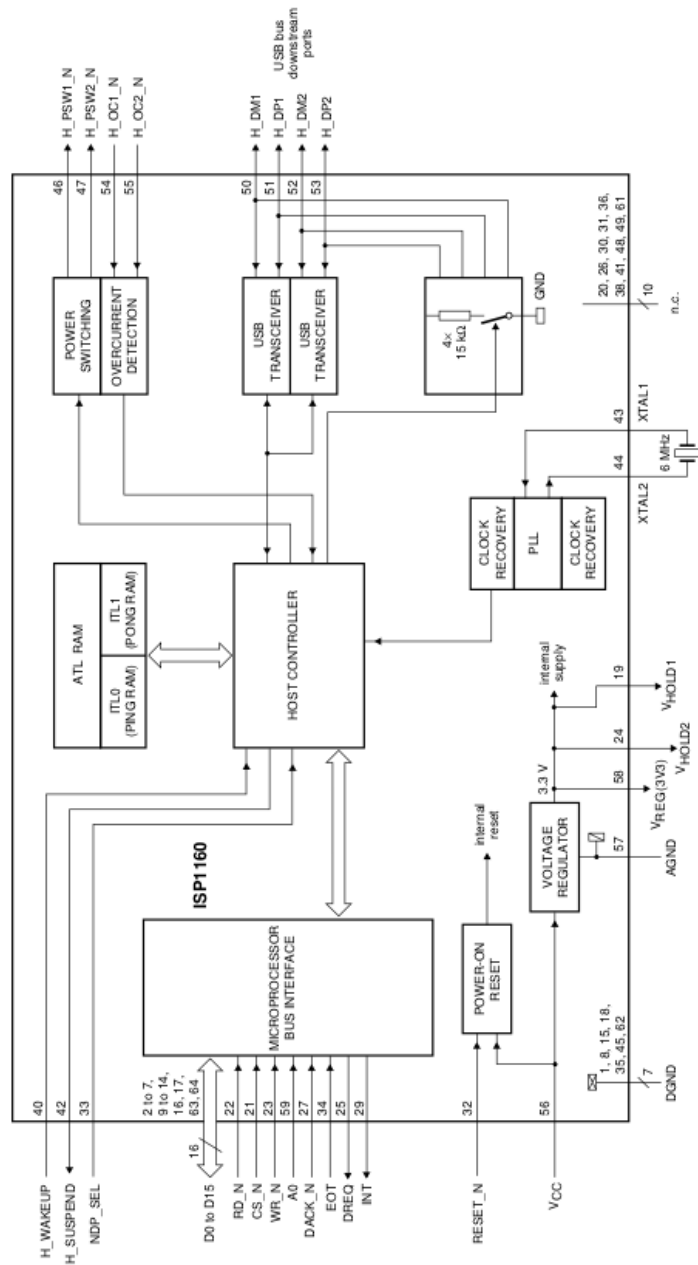 H_WAKEUP
40
H_SUSPEND
42
NDP_SEL
33
D0 to D15
16
2 to 7,
9 to 14,
16, 17,
63, 64
RD_N
22
CS_N
21
WR_N
23
A0
59
DACK_N
27
EOT
34
DREQ
25
INT
29
MICROPROCESSOR
BUS INTERFACE
ISP1160
ATL RAM
ITL0
(PING RAM)
ITL1
(PONG RAM)
HOST CONTROLLER
POWER
SWITCHING
OVERCURRENT
DETECTION
46
H_PSW1_N
47
H_PSW2_N
54
H_OC1_N
55
H_OC2_N
USB
TRANSCEIVER
USB
TRANSCEIVER
50
H_DM1
51
H_DP1
52
H_DM2
53
H_DP2
USB bus
downstream
ports
4×
15 kΩ
GND
RESET_N
32
POWER-ON
RESET
internal
reset
VCC
56
VOLTAGE
REGULATOR
3.3 V
internal
supply
CLOCK
RECOVERY
PLL
CLOCK
RECOVERY
1, 8, 15, 18,
35, 45, 62
7
DGND
57
AGND
58
VREG(3V3)
24
VHOLD2
19
VHOLD1
44
XTAL2
6 MHz
43
XTAL1
20, 26, 30, 31, 36,
38, 41, 48, 49, 61
10
n.c.